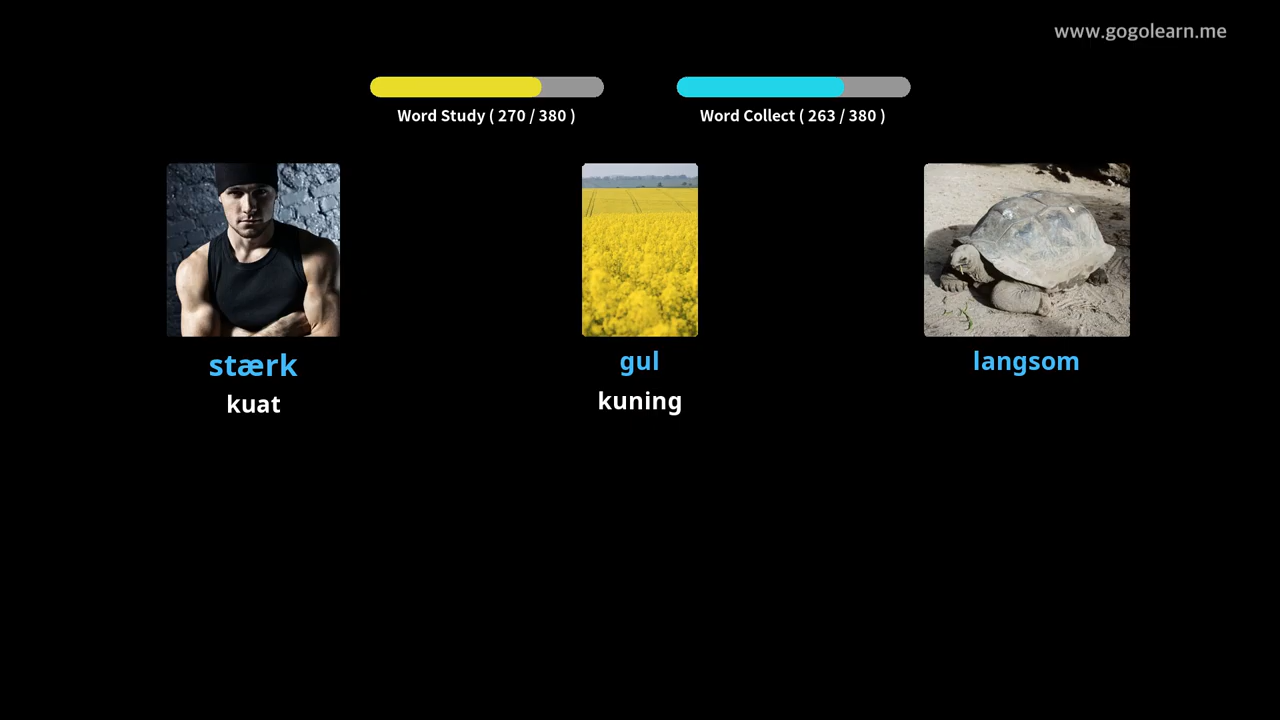 www.gogolearn.me
Word Study ( 270 / 380 )
Word Collect ( 263 / 380 )
stærk
kuat
gul
kuning
langsom